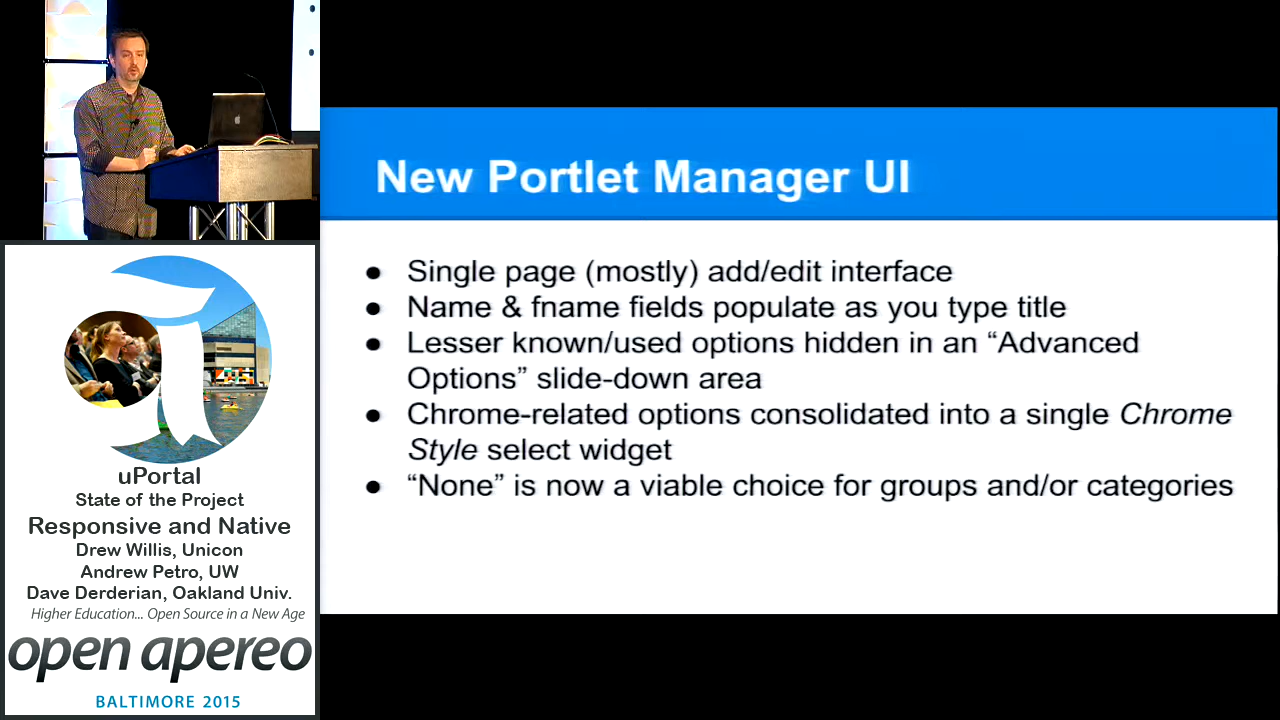 New Portlet Manager UI
● Single page (mostly) add/edit interface
● Name & fname fields populate as you type title
● Lesser known/used options hidden in an “Advanced
Options” slide-down area
● Chrome-related options consolidated into a single Chrome
Style select widget
● “None” is now a viable choice for groups and/or categories
uPortal
State of the Project
Responsive and Native
Drew Willis, Unicon
Andrew Petro, UW
Dave Derderian, Oakland Univ.
Higher Education... Open Source in a New Age
open apereo
BALTIMORE 2015